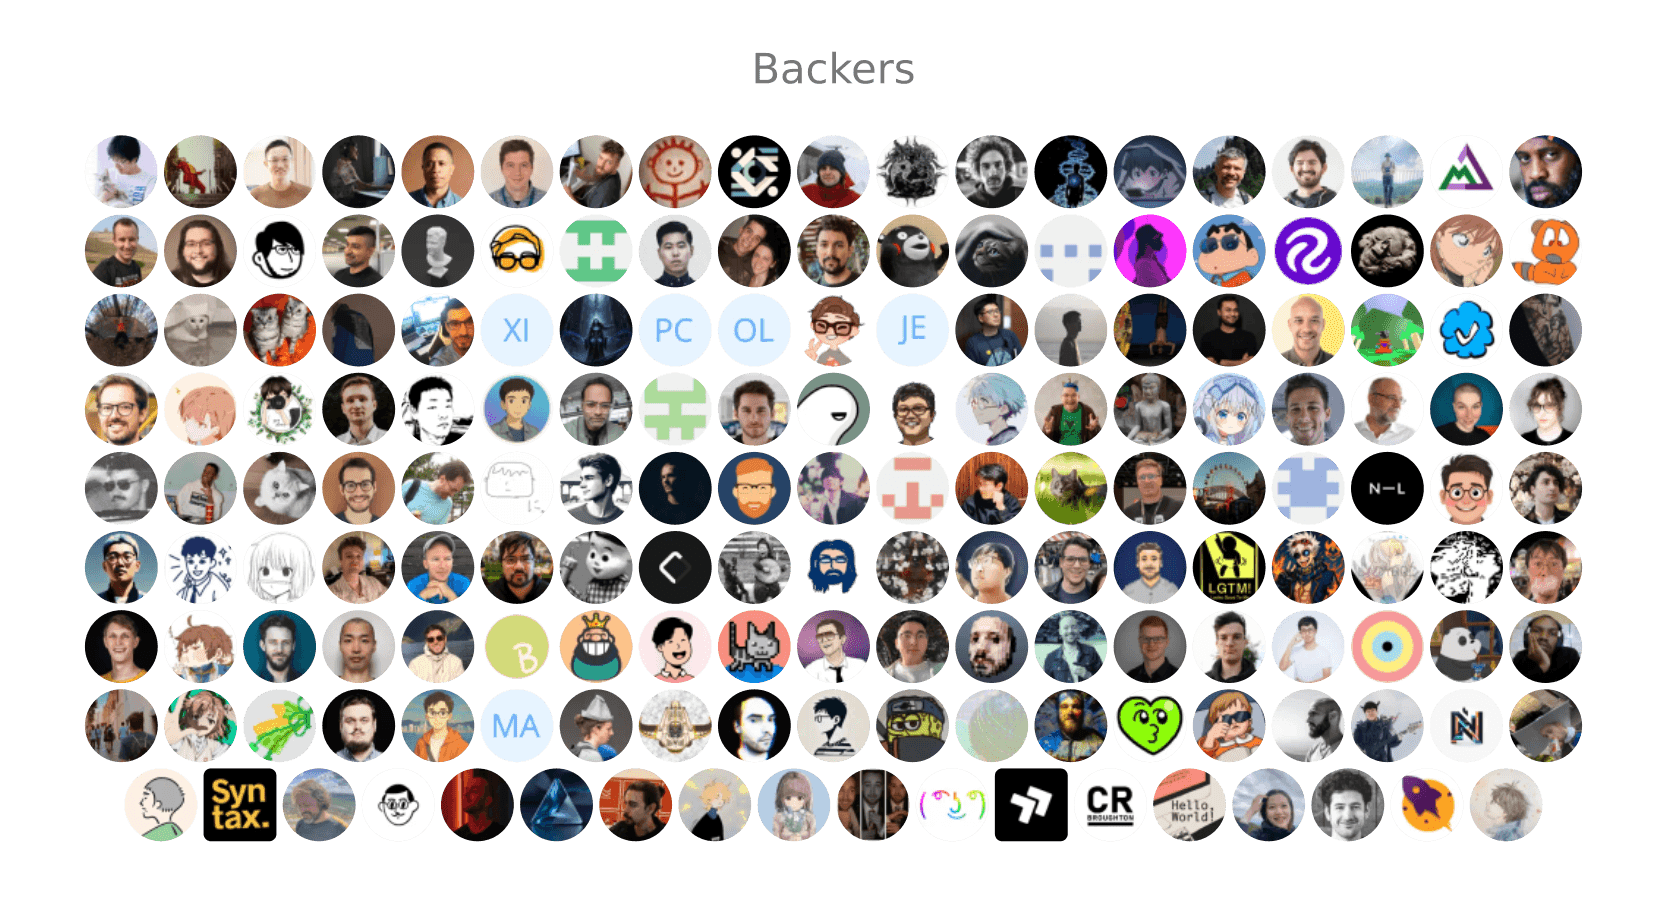 Backers
XI
PC
OL
JE
N—L
LGTM!
B
MA
Syn
tax.
CR
BROUGHTON
Hello,
World!